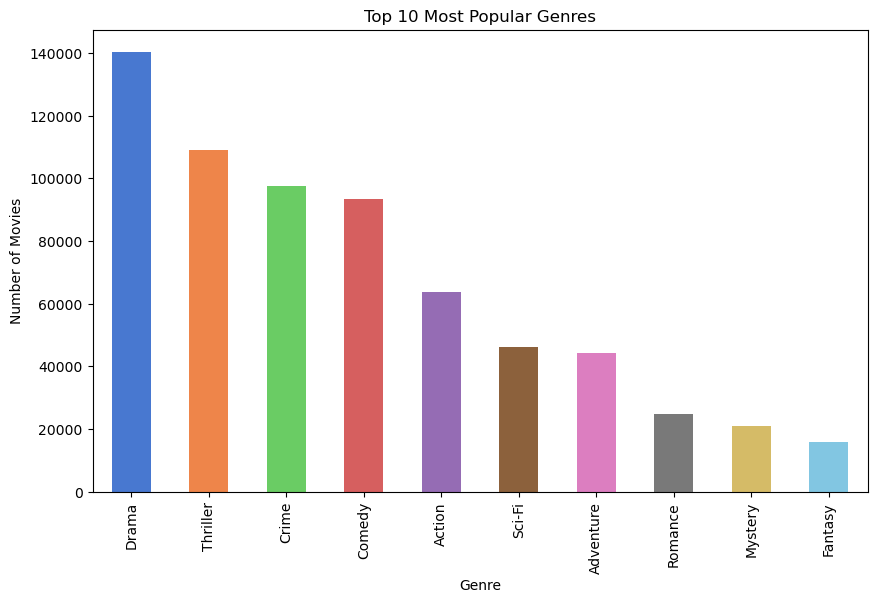 Top 10 Most Popular Genres
Number of Movies
140000
120000
100000
80000
60000
40000
20000
0
Drama
Thriller
Crime
Comedy
Action
Sci-Fi
Adventure
Romance
Mystery
Fantasy
Genre